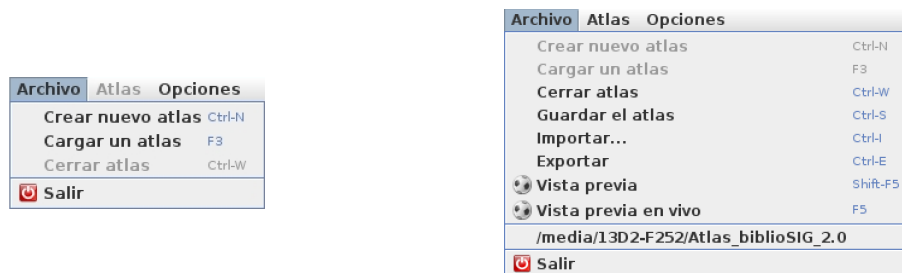 Archivo Atlas Opciones
Crear nuevo atlas Ctrl-N
Cargar un atlas F3
Cerrar atlas Ctrl-W
Salir
Archivo Atlas Opciones
Crear nuevo atlas Ctrl-N
Cargar un atlas F3
Cerrar atlas Ctrl-W
Guardar el atlas Ctrl-S
Importar... Ctrl-I
Exportar Ctrl-E
Vista previa Shift-F5
Vista previa en vivo F5
/media/13D2-F252/Atlas_biblioSIG_2.0
Salir